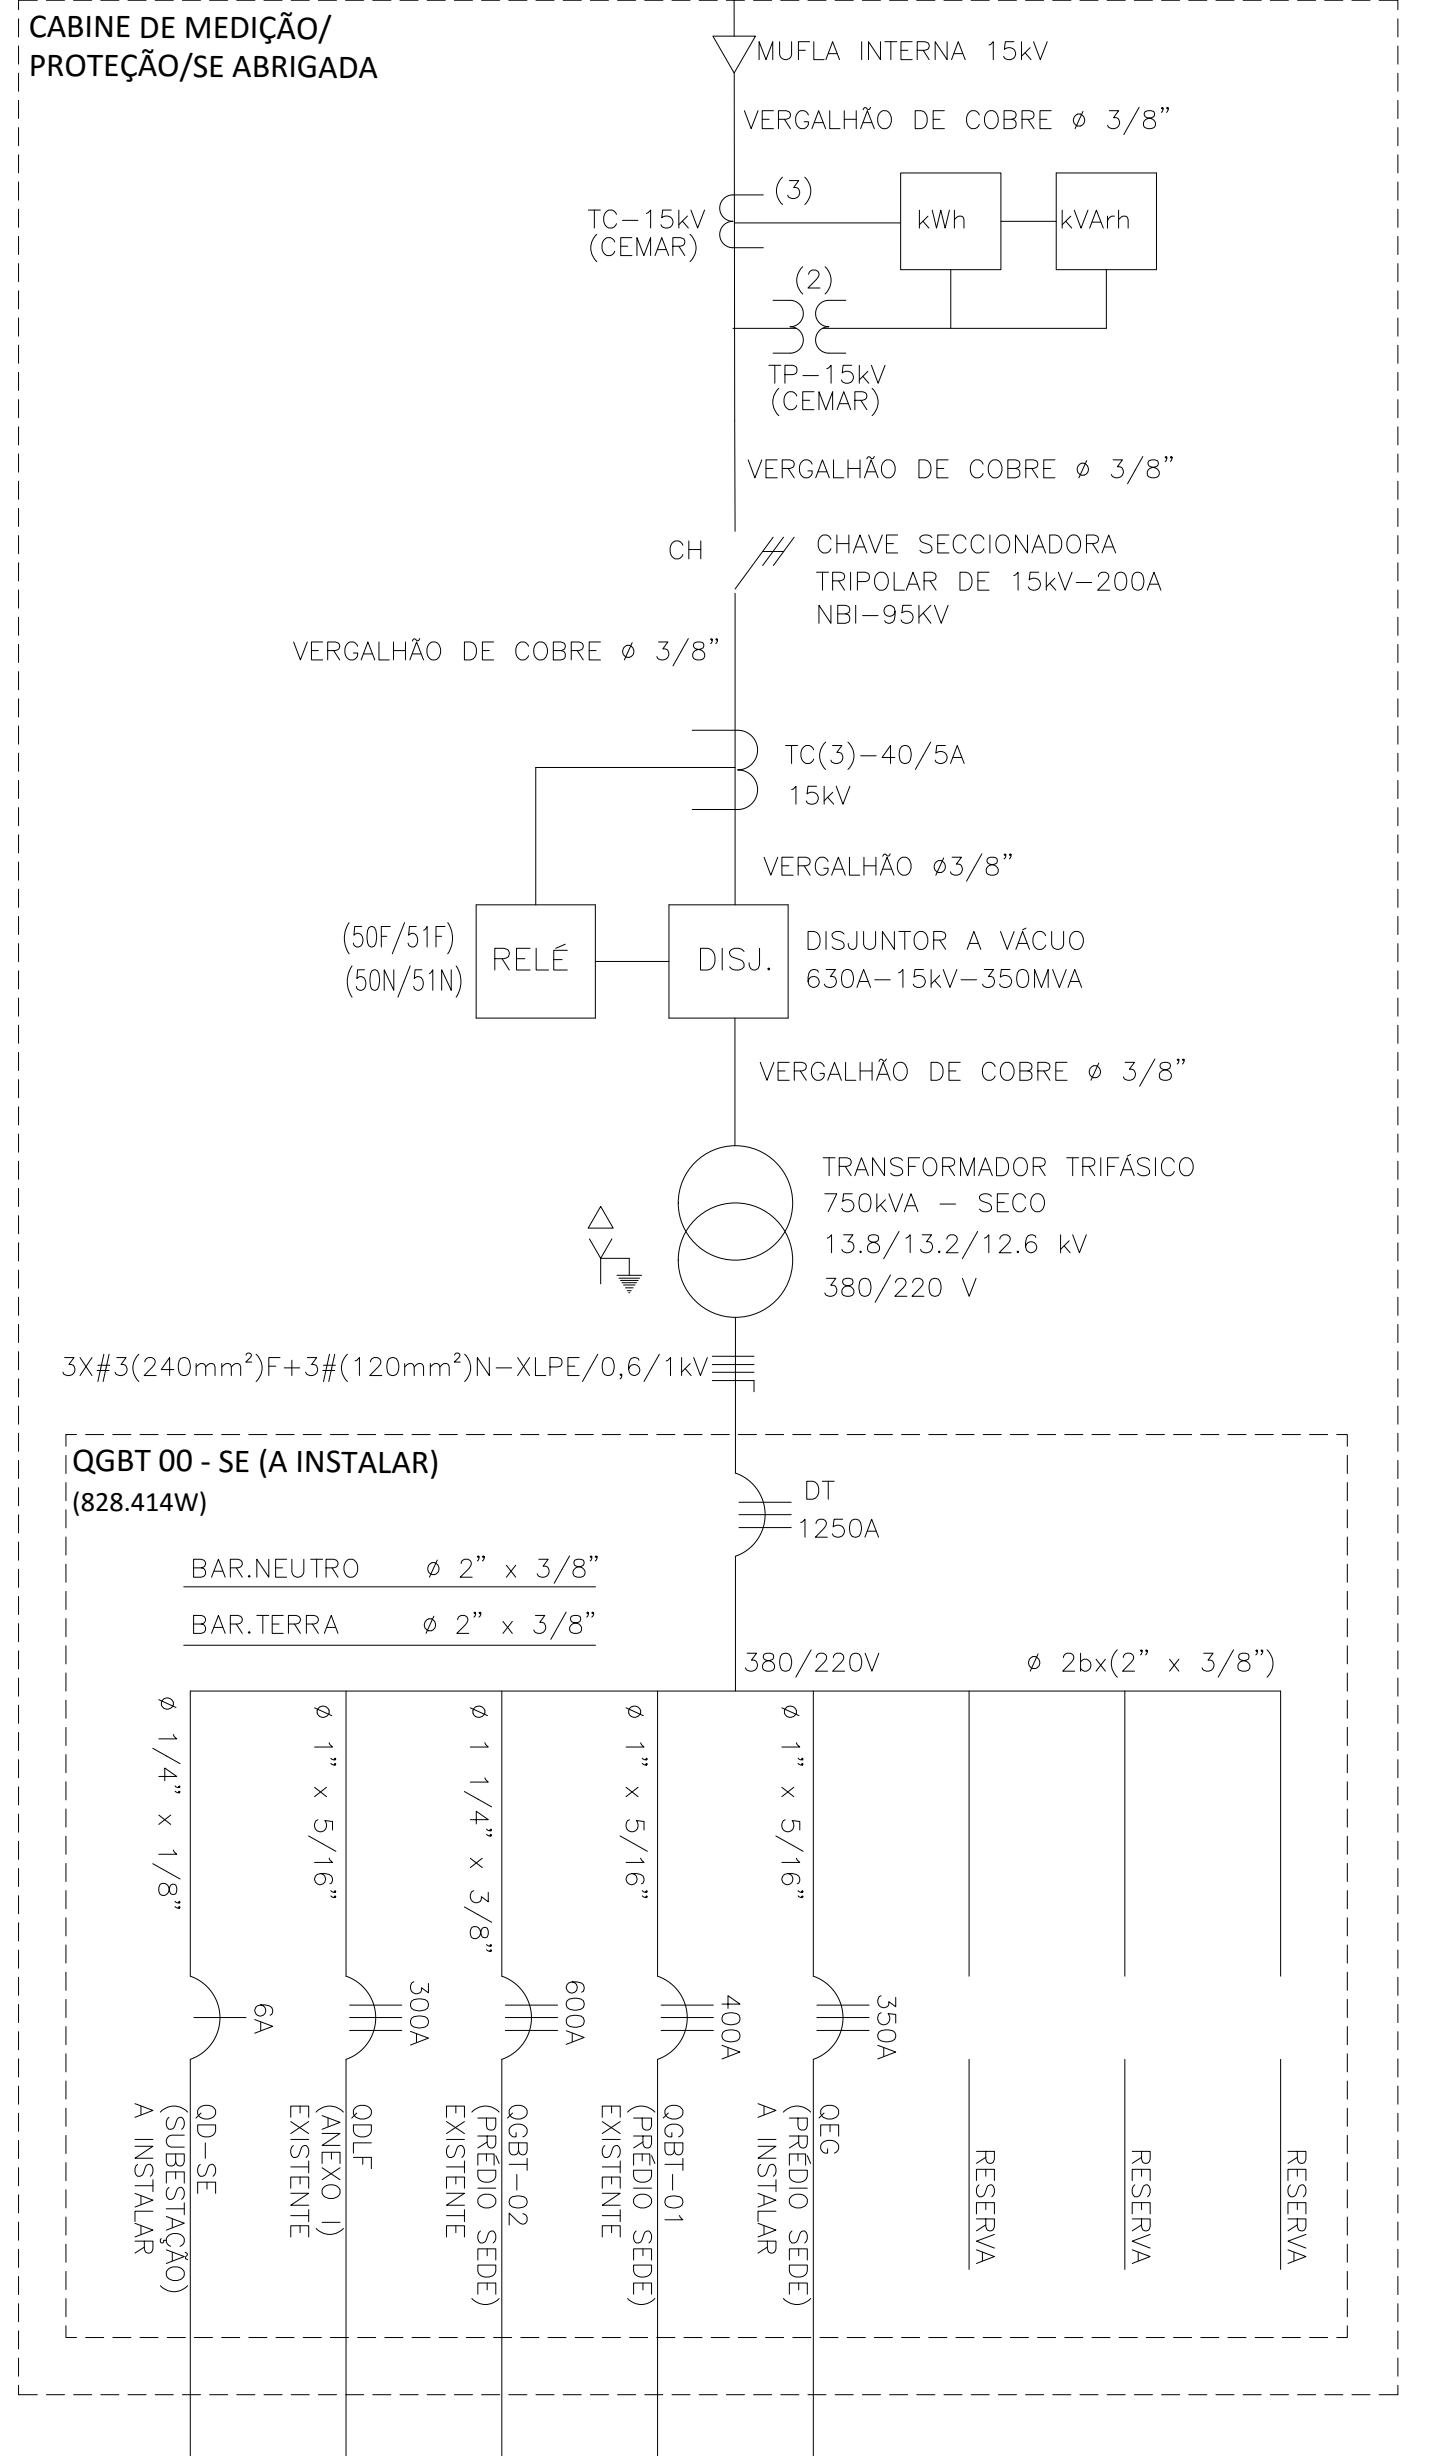 CABINE DE MEDIÇÃO/
PROTEÇÃO/SE ABRIGADA
MUFLA INTERNA 15kV
VERGALHÃO DE COBRE ø 3/8"
(3)
TC-15kV
(CEMAR)
kWh
kVArh
(2)
TP-15kV
(CEMAR)
VERGALHÃO DE COBRE ø 3/8"
CH
CHAVE SECCIONADORA
TRIPOLAR DE 15kV-200A
NBI-95KV
VERGALHÃO DE COBRE ø 3/8"
TC(3)-40/5A
15kV
VERGALHÃO ø3/8"
(50F/51F)
(50N/51N)
RELÉ
DISJ.
DISJUNTOR A VÁCUO
630A-15kV-350MVA
VERGALHÃO DE COBRE ø 3/8"
TRANSFORMADOR TRIFÁSICO
750kVA - SECO
13.8/13.2/12.6 kV
380/220 V
3X#3(240mm²)F+3#(120mm²)N-XLPE/0,6/1kV
QGBT 00 - SE (A INSTALAR)
(828.414W)
DT
1250A
BAR.NEUTRO ø 2" x 3/8"
BAR.TERRA ø 2" x 3/8"
380/220V
ø 2bx(2" x 3/8")
ø 1/4" x 1/8"
6A
QD-SE
(SUBESTAÇÃO)
A INSTALAR
ø 1" x 5/16"
300A
QDLF
(ANEXO I)
EXISTENTE
ø 1 1/4" x 3/8"
600A
QGBT-02
(PRÉDIO SEDE)
EXISTENTE
ø 1" x 5/16"
400A
QGBT-01
(PRÉDIO SEDE)
EXISTENTE
ø 1" x 5/16"
350A
QEG
(PRÉDIO SEDE)
A INSTALAR
RESERVA
RESERVA
RESERVA